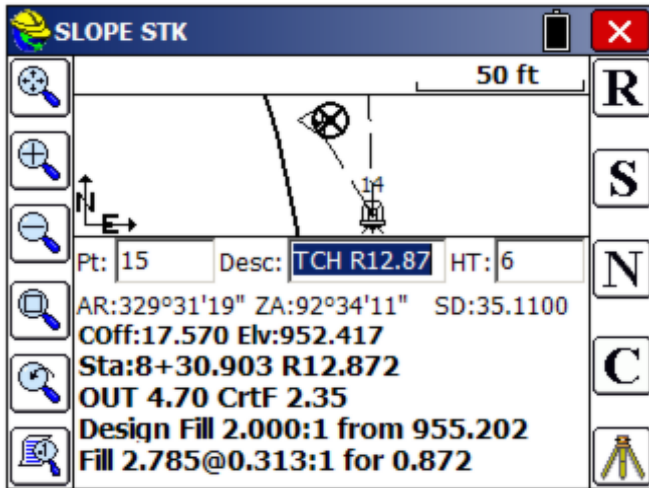 SLOPE STK
50 ft
R
14
S
N
E
Pt: 15 Desc: TCH R12.87 HT: 6
N
AR:329°31'19" ZA:92°34'11" SD:35.1100
COff:17.570 Elv:952.417
Sta:8+30.903 R12.872
C
OUT 4.70 CrtF 2.35
Design Fill 2.000:1 from 955.202
Fill 2.785@0.313:1 for 0.872